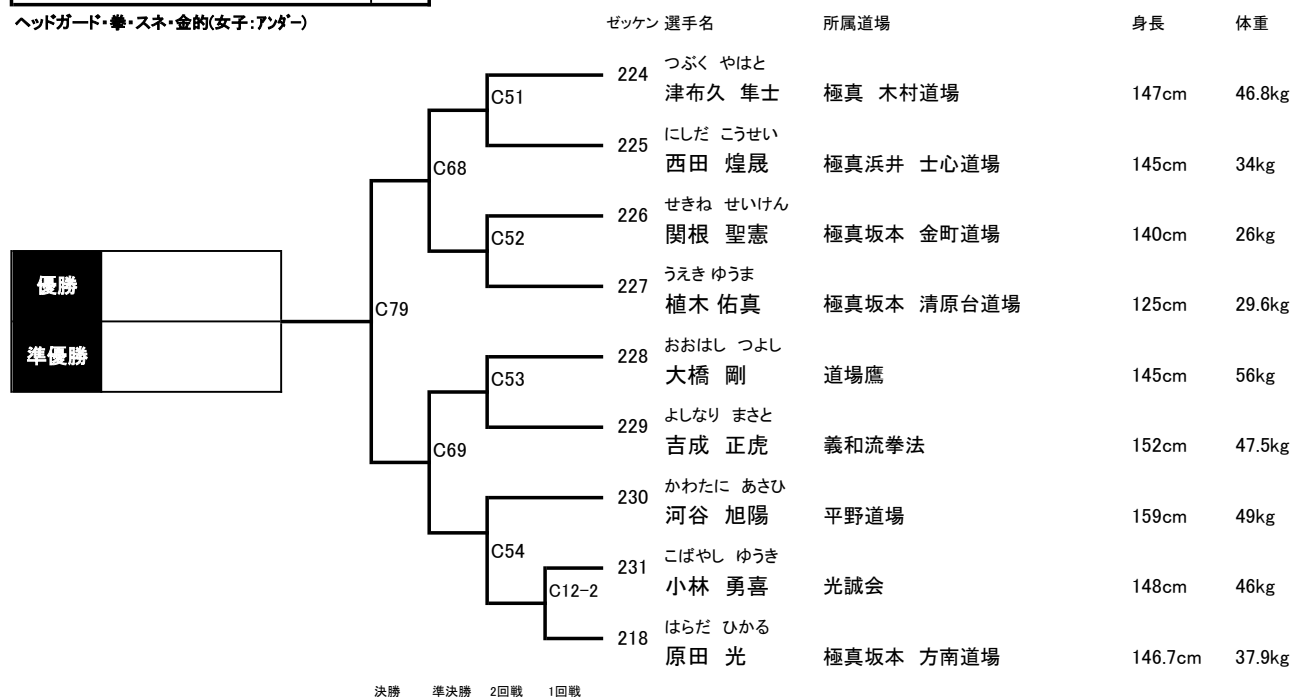 ヘッドガード・拳・スネ・金的(女子:アンダー)
ゼッケン 選手名 所属道場 身長 体重
つぶく やはと
224 津布久 隼士 極真 木村道場 147cm 46.8kg
C51
にしだ こうせい
225 西田 煌晟 極真浜井 士心道場 145cm 34kg
C68
せきね せいけん
226 関根 聖憲 極真坂本 金町道場 140cm 26kg
C52
うえき ゆうま
227 植木 佑真 極真坂本 清原台道場 125cm 29.6kg
優勝
C79
準優勝
おおはし つよし
228 大橋 剛 道場鷹 145cm 56kg
C53
よしなり まさと
229 吉成 正虎 義和流拳法 152cm 47.5kg
C69
かわたに あさひ
230 河谷 旭陽 平野道場 159cm 49kg
C54
こばやし ゆうき
231 小林 勇喜 光誠会 148cm 46kg
C12-2
はらだ ひかる
218 原田 光 極真坂本 方南道場 146.7cm 37.9kg
決勝 準決勝 2回戦 1回戦